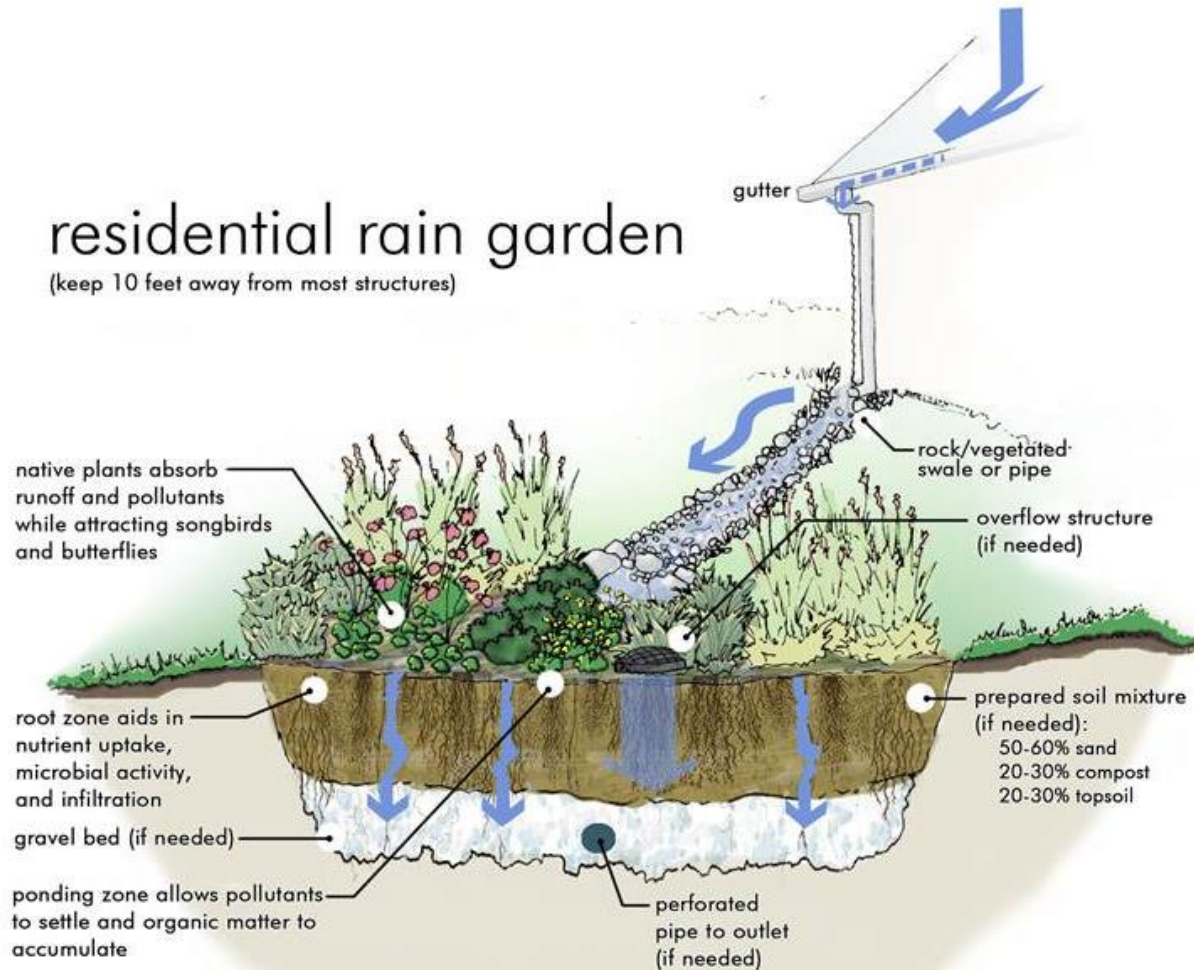 residential rain garden
(keep 10 feet away from most structures)
gutter
rock/vegetated
swale or pipe
overflow structure
(if needed)
native plants absorb
runoff and pollutants
while attracting songbirds
and butterflies
root zone aids in
nutrient uptake,
microbial activity,
and infiltration
prepared soil mixture
(if needed):
50-60% sand
20-30% compost
20-30% topsoil
gravel bed (if needed)
ponding zone allows pollutants
to settle and organic matter to
accumulate
perforated
pipe to outlet
(if needed)